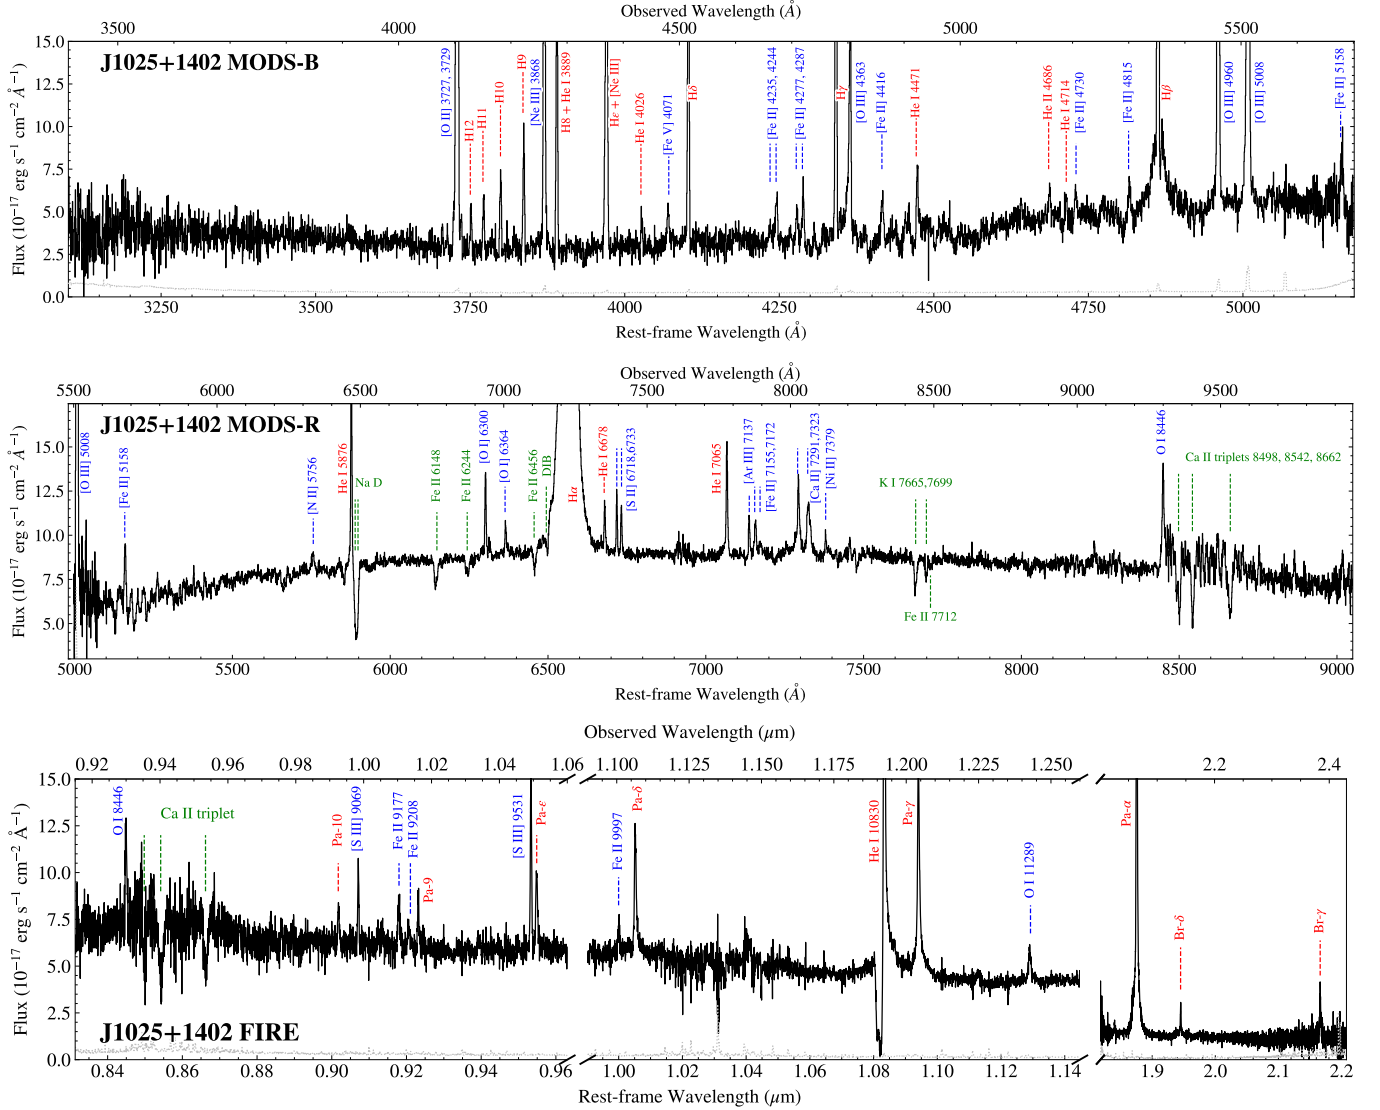 Observed Wavelength (Å)
3500 4000 4500 5000 5500
J1025+1402 MODS-B
[O II] 3727, 3729
H12
H11
H10
H9
[Ne III] 3868
H8 + He I 3889
Hε + [Ne III]
He I 4026
[Fe V] 4071
Hδ
[Fe II] 4235, 4244
[Fe II] 4277, 4287
Hγ
[O III] 4363
[Fe II] 4416
He I 4471
He II 4686
He I 4714
[Fe II] 4730
[Fe II] 4815
Hβ
[O III] 4960
[O III] 5008
[Fe II] 5158
Flux (10⁻¹⁷ erg s⁻¹ cm⁻² Å⁻¹)
15.0
12.5
10.0
7.5
5.0
2.5
0.0
3250 3500 3750 4000 4250 4500 4750 5000
Rest-frame Wavelength (Å)
Observed Wavelength (Å)
5500 6000 6500 7000 7500 8000 8500 9000 9500
J1025+1402 MODS-R
[O III] 5008
[Fe II] 5158
[N II] 5756
He I 5876
Na D
Fe II 6148
Fe II 6244
[O I] 6300
[O I] 6364
Fe II 6456
DIB
Hα
He I 6678
[S II] 6718,6733
He I 7065
[Ar III] 7137
[Fe II] 7155,7172
[Ca II] 7291,7323
[Ni II] 7379
K I 7665,7699
Fe II 7712
O I 8446
Ca II triplets 8498, 8542, 8662
Flux (10⁻¹⁷ erg s⁻¹ cm⁻² Å⁻¹)
15.0
12.5
10.0
7.5
5.0
5000 5500 6000 6500 7000 7500 8000 8500 9000
Rest-frame Wavelength (Å)
Observed Wavelength (μm)
0.92 0.94 0.96 0.98 1.00 1.02 1.04 1.06 1.100 1.125 1.150 1.175 1.200 1.225 1.250 2.2 2.4
O I 8446
Ca II triplet
Pa-10
[S III] 9069
Fe II 9177
Fe II 9208
Pa-9
[S III] 9531
Pa-ε
Fe II 9997
Pa-δ
He I 10830
Pa-γ
O I 11289
Pa-α
Br-δ
Br-γ
Flux (10⁻¹⁷ erg s⁻¹ cm⁻² Å⁻¹)
15.0
12.5
10.0
7.5
5.0
2.5
0.0
J1025+1402 FIRE
0.84 0.86 0.88 0.90 0.92 0.94 0.96 1.00 1.02 1.04 1.06 1.08 1.10 1.12 1.14 1.9 2.0 2.1 2.2
Rest-frame Wavelength (μm)